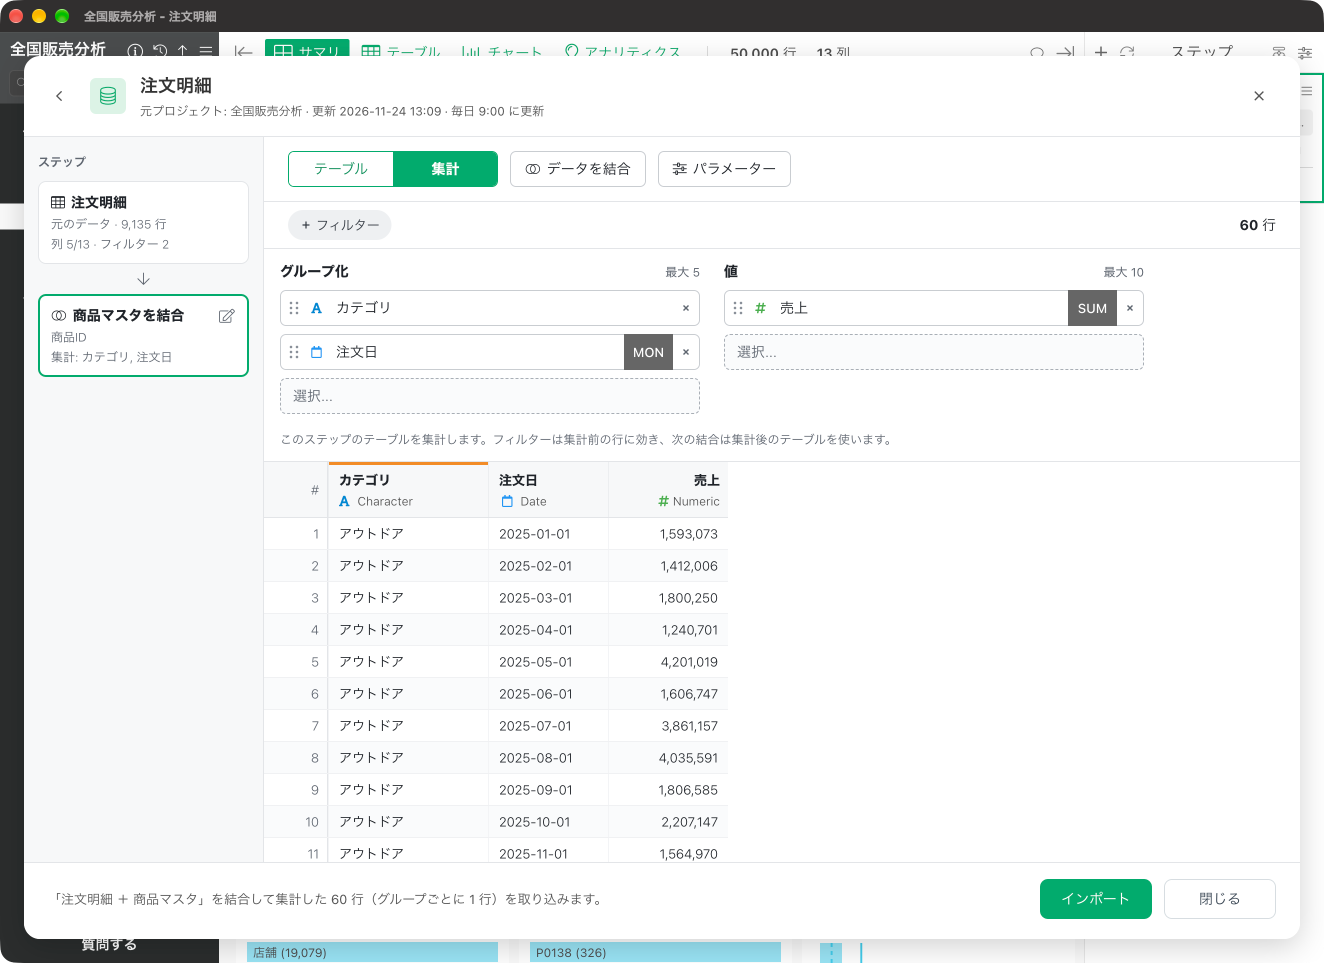 全国販売分析 - 注文明細
全国販売分析
サマリ
テーブル
チャート
アナリティクス
50,000 行
13 列
ステップ
注文明細
元プロジェクト: 全国販売分析 · 更新 2026-11-24 13:09 · 毎日 9:00 に更新
ステップ
注文明細
元のデータ · 9,135 行
列 5/13 · フィルター 2
商品マスタを結合
商品ID
集計: カテゴリ, 注文日
テーブル
集計
データを結合
パラメーター
+ フィルター
60 行
グループ化
最大 5
カテゴリ
×
注文日
MON
×
選択...
値
最大 10
売上
SUM
×
選択...
このステップのテーブルを集計します。フィルターは集計前の行に効き、次の結合は集計後のテーブルを使います。
# カテゴリ 注文日 売上
A Character Date # Numeric
1 アウトドア 2025-01-01 1,593,073
2 アウトドア 2025-02-01 1,412,006
3 アウトドア 2025-03-01 1,800,250
4 アウトドア 2025-04-01 1,240,701
5 アウトドア 2025-05-01 4,201,019
6 アウトドア 2025-06-01 1,606,747
7 アウトドア 2025-07-01 3,861,157
8 アウトドア 2025-08-01 4,035,591
9 アウトドア 2025-09-01 1,806,585
10 アウトドア 2025-10-01 2,207,147
11 アウトドア 2025-11-01 1,564,970
「注文明細 + 商品マスタ」を結合して集計した 60 行（グループごとに 1 行）を取り込みます。
インポート
閉じる
質問する
店舗 (19,079)
P0138 (326)